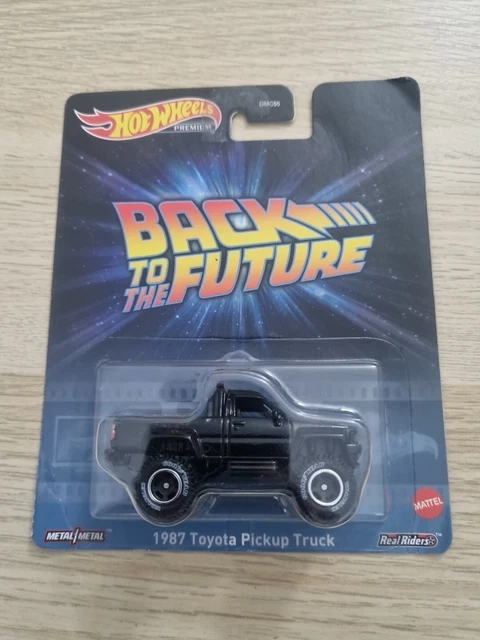 HOT WHEELS
PREMIUM
BACK
TO
THE FUTURE
METAL/METAL
1987 Toyota Pickup Truck
MATTEL
Real Riders